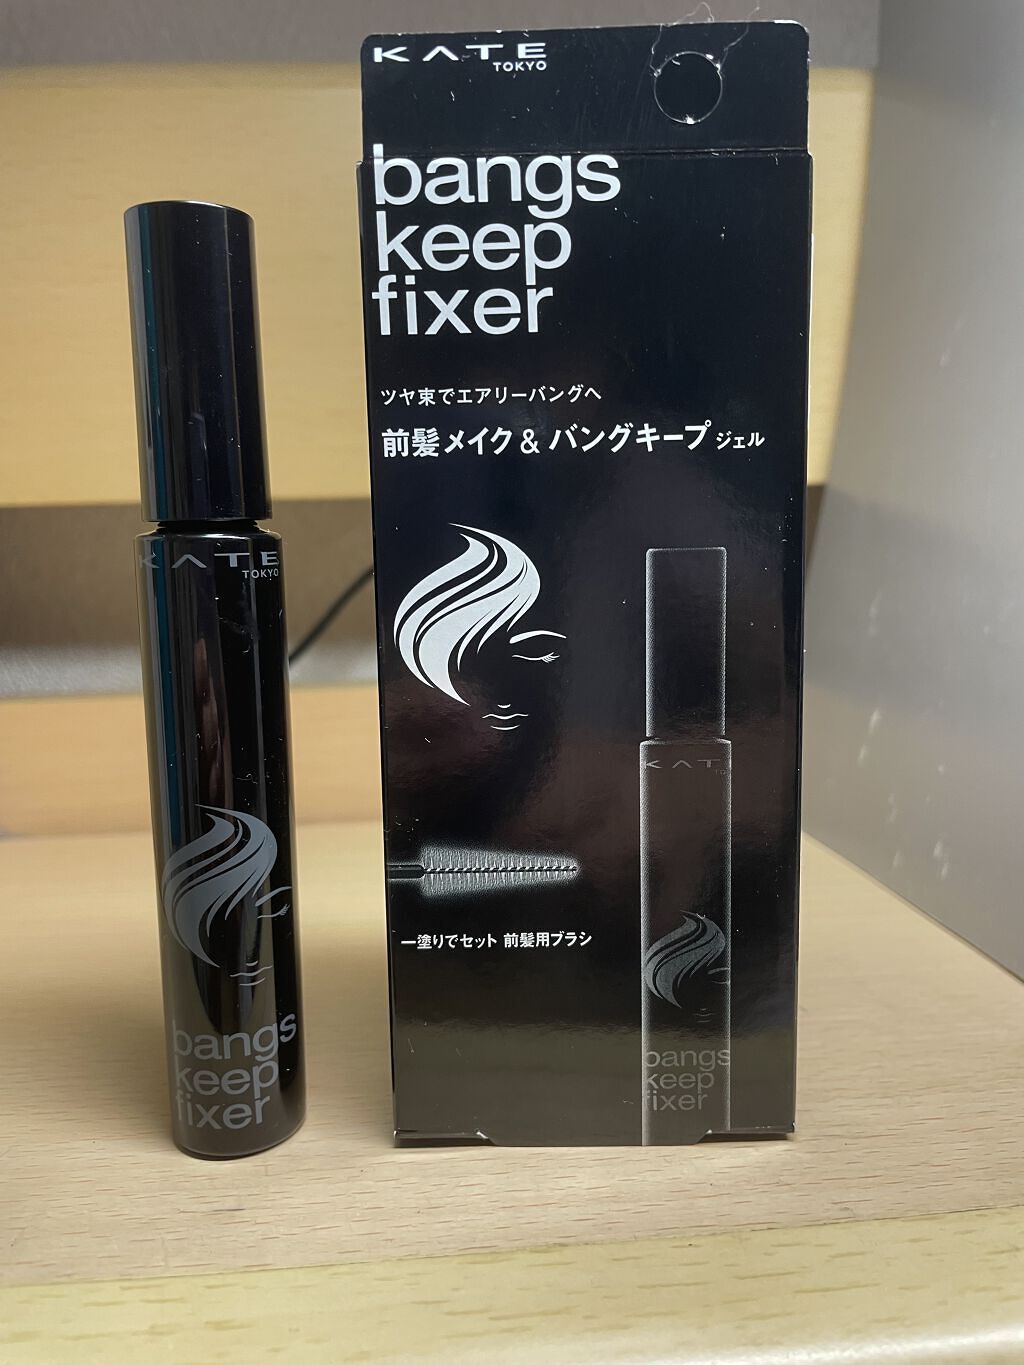 KATE
TOKYO
bangs
keep
fixer
ツヤ束でエアリーバングへ
前髪メイク&バングキープ ジェル
一塗りでセット 前髪用ブラシ
KAT
TO
bangs
keep
fixer
KATE
TOKYO
bangs
keep
fixer